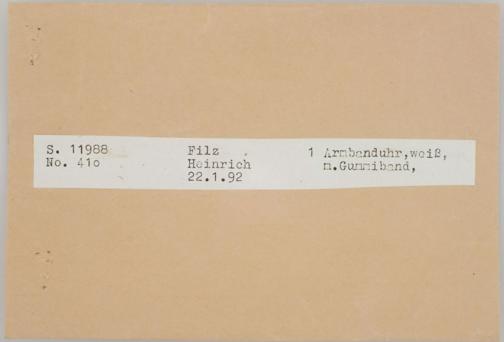 S. 11988 Filz 1 Armbanduhr,weiß,
No. 41o Heinrich m.Gummiband,
22.1.92